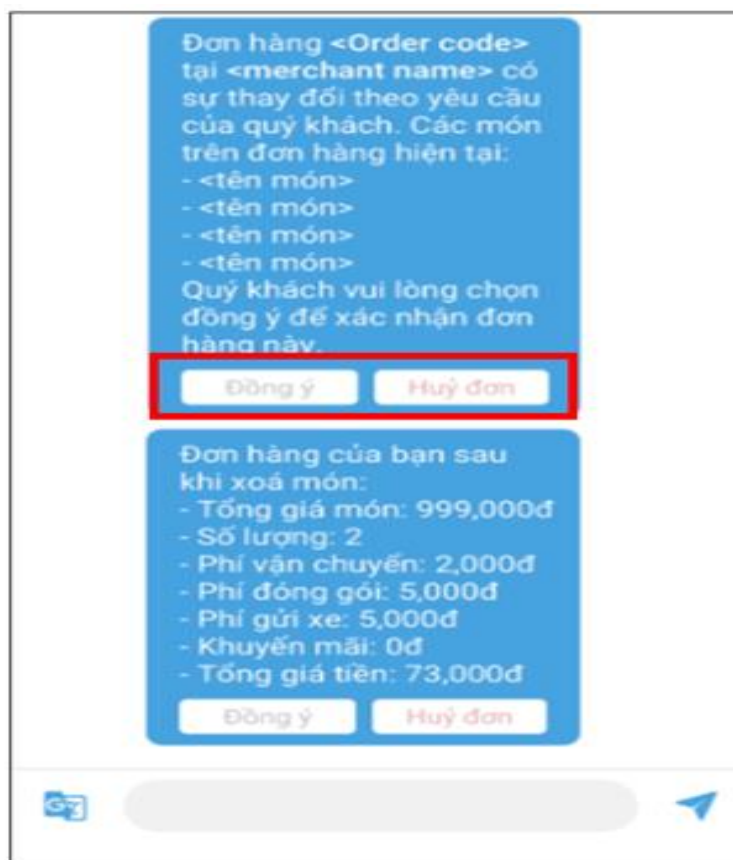 Đơn hàng <Order code>
tại <merchant name> có
sự thay đổi theo yêu cầu
của quý khách. Các món
trên đơn hàng hiện tại:
- <tên món>
- <tên món>
- <tên món>
- <tên món>
Quý khách vui lòng chọn
đồng ý để xác nhận đơn
hàng này.
Đồng ý Huỷ đơn
Đơn hàng của bạn sau
khi xoá món:
- Tổng giá món: 999,000đ
- Số lượng: 2
- Phí vận chuyển: 2,000đ
- Phí đóng gói: 5,000đ
- Phí gửi xe: 5,000đ
- Khuyến mãi: 0đ
- Tổng giá tiền: 73,000đ
Đồng ý Huỷ đơn